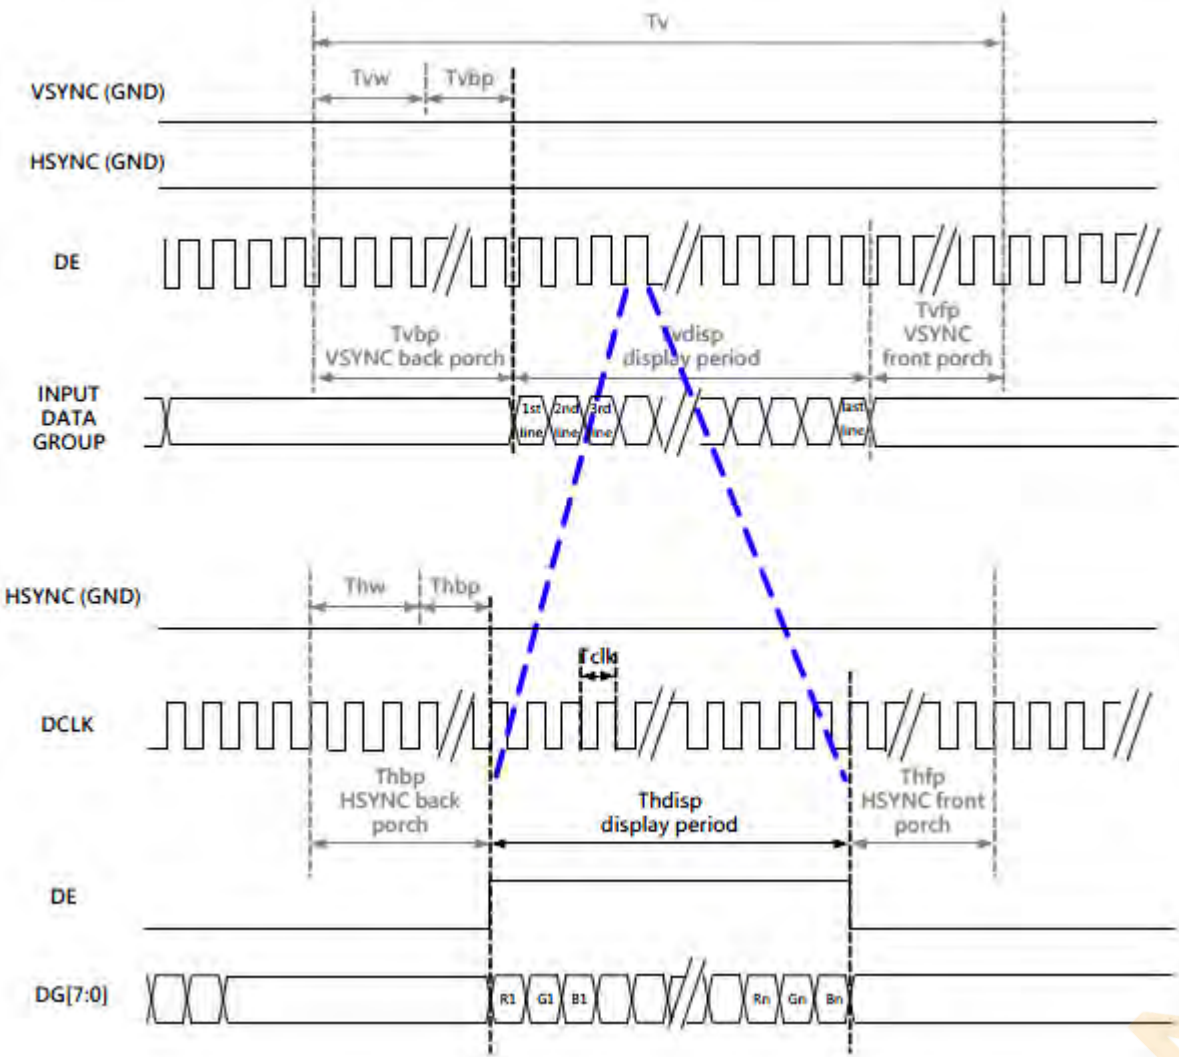 Tv
Tvw
Tvbp
VSYNC (GND)
HSYNC (GND)
DE
Tvbp
VSYNC back porch
Tvdisp
display period
Tvfp
VSYNC
front porch
INPUT
DATA
GROUP
1st
line
2nd
line
3rd
line
last
line
HSYNC (GND)
Thw
Thbp
Tclk
DCLK
Thbp
HSYNC back
porch
Thdisp
display period
Thfp
HSYNC front
porch
DE
DG[7:0]
R1
G1
B1
Rn
Gn
Bn